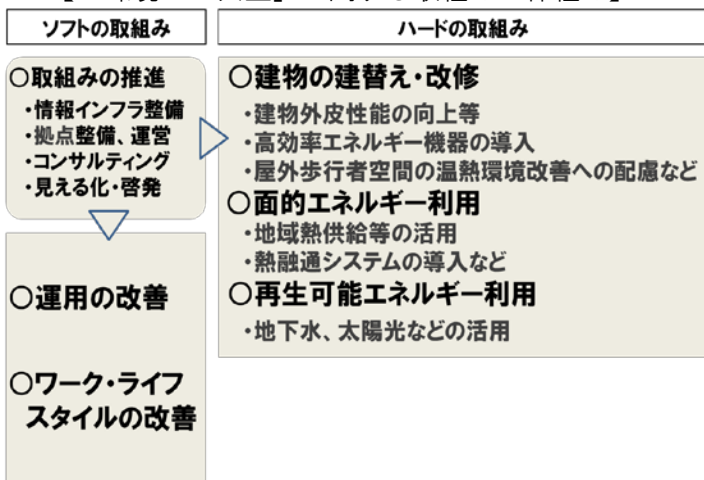 ソフトの取組み
ハードの取組み
○取組みの推進
・情報インフラ整備
・拠点整備、運営
・コンサルティング
・見える化・啓発
○運用の改善
○ワーク・ライフ
スタイルの改善
○建物の建替え・改修
・建物外皮性能の向上等
・高効率エネルギー機器の導入
・屋外歩行者空間の温熱環境改善への配慮など
○面的エネルギー利用
・地域熱供給等の活用
・熱融通システムの導入など
○再生可能エネルギー利用
・地下水、太陽光などの活用